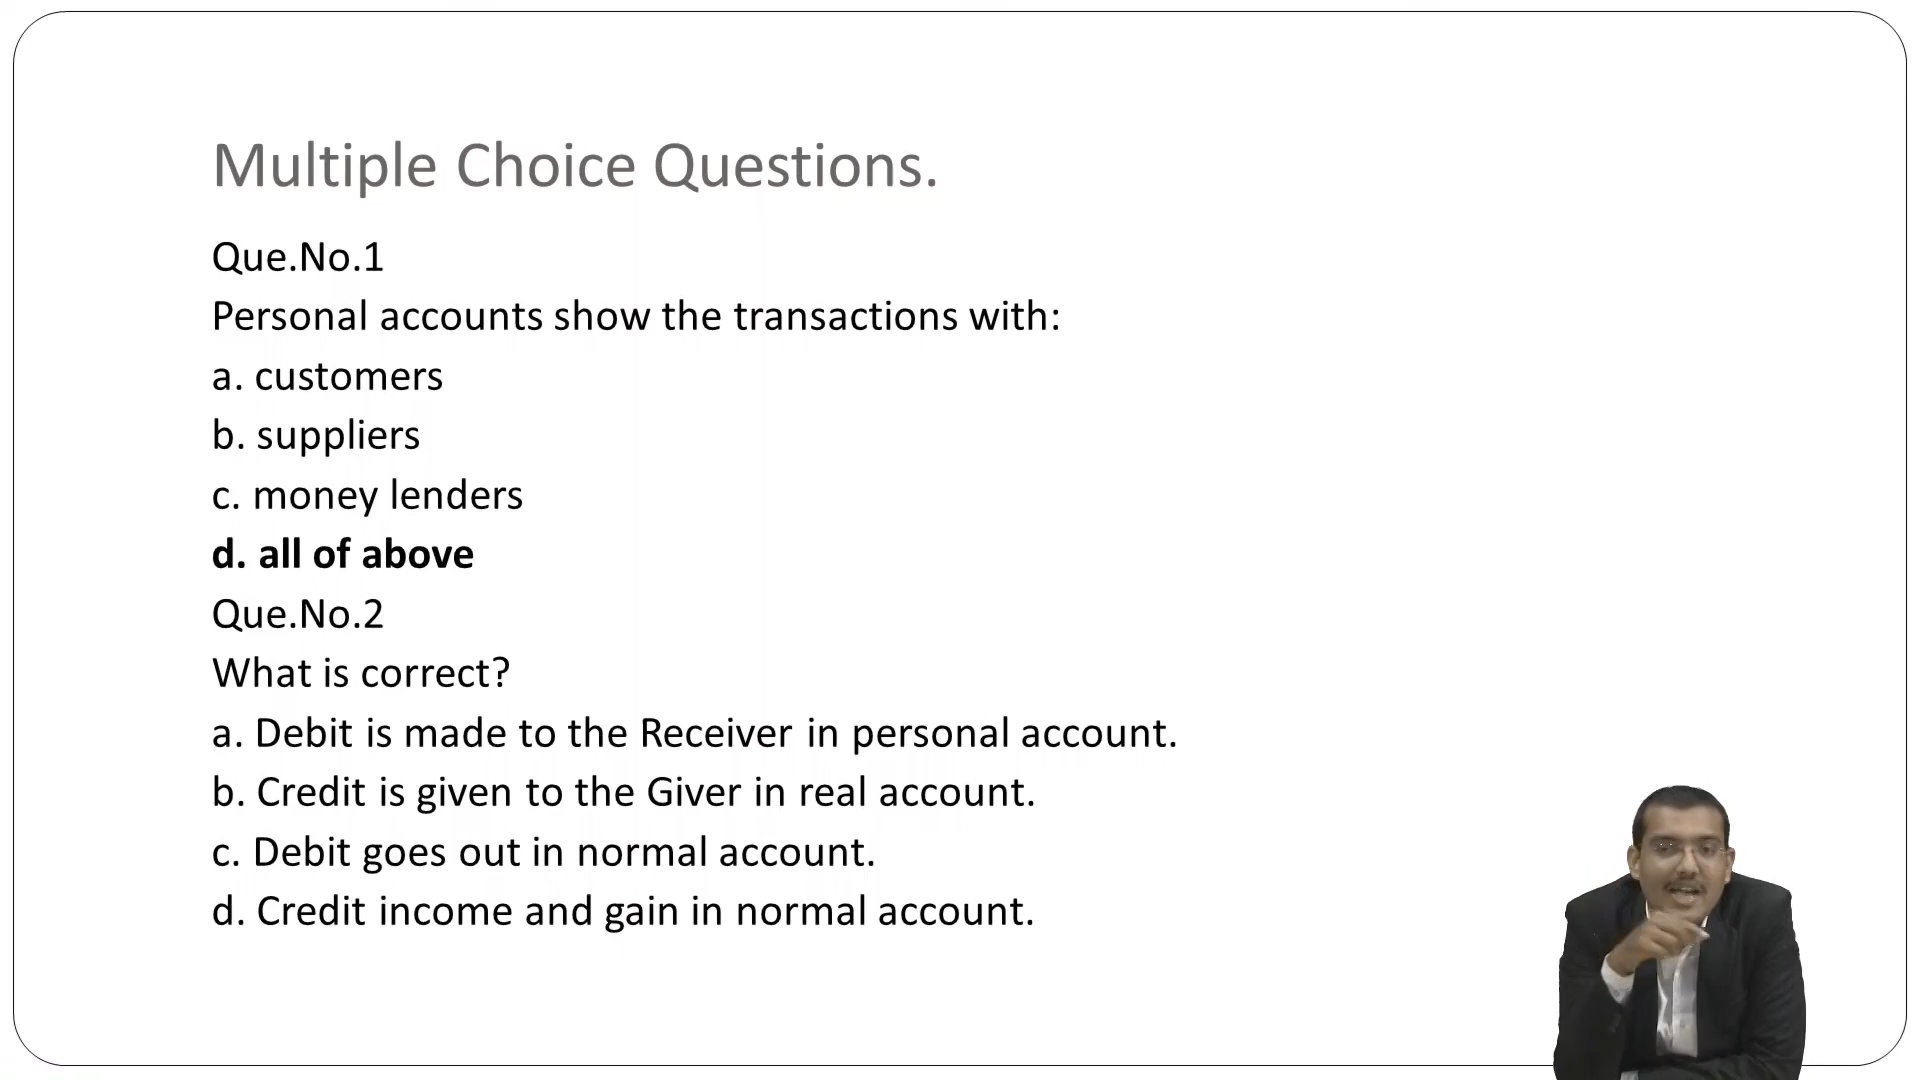 Multiple Choice Questions.
Que.No.1
Personal accounts show the transactions with:
a. customers
b. suppliers
c. money lenders
d. all of above
Que.No.2
What is correct?
a. Debit is made to the Receiver in personal account.
b. Credit is given to the Giver in real account.
c. Debit goes out in normal account.
d. Credit income and gain in normal account.